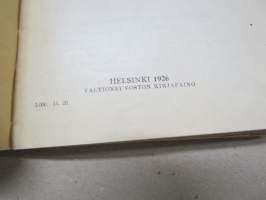 HELSINKI 1926
VALTIONEUVOSTON KIRJAPAINO